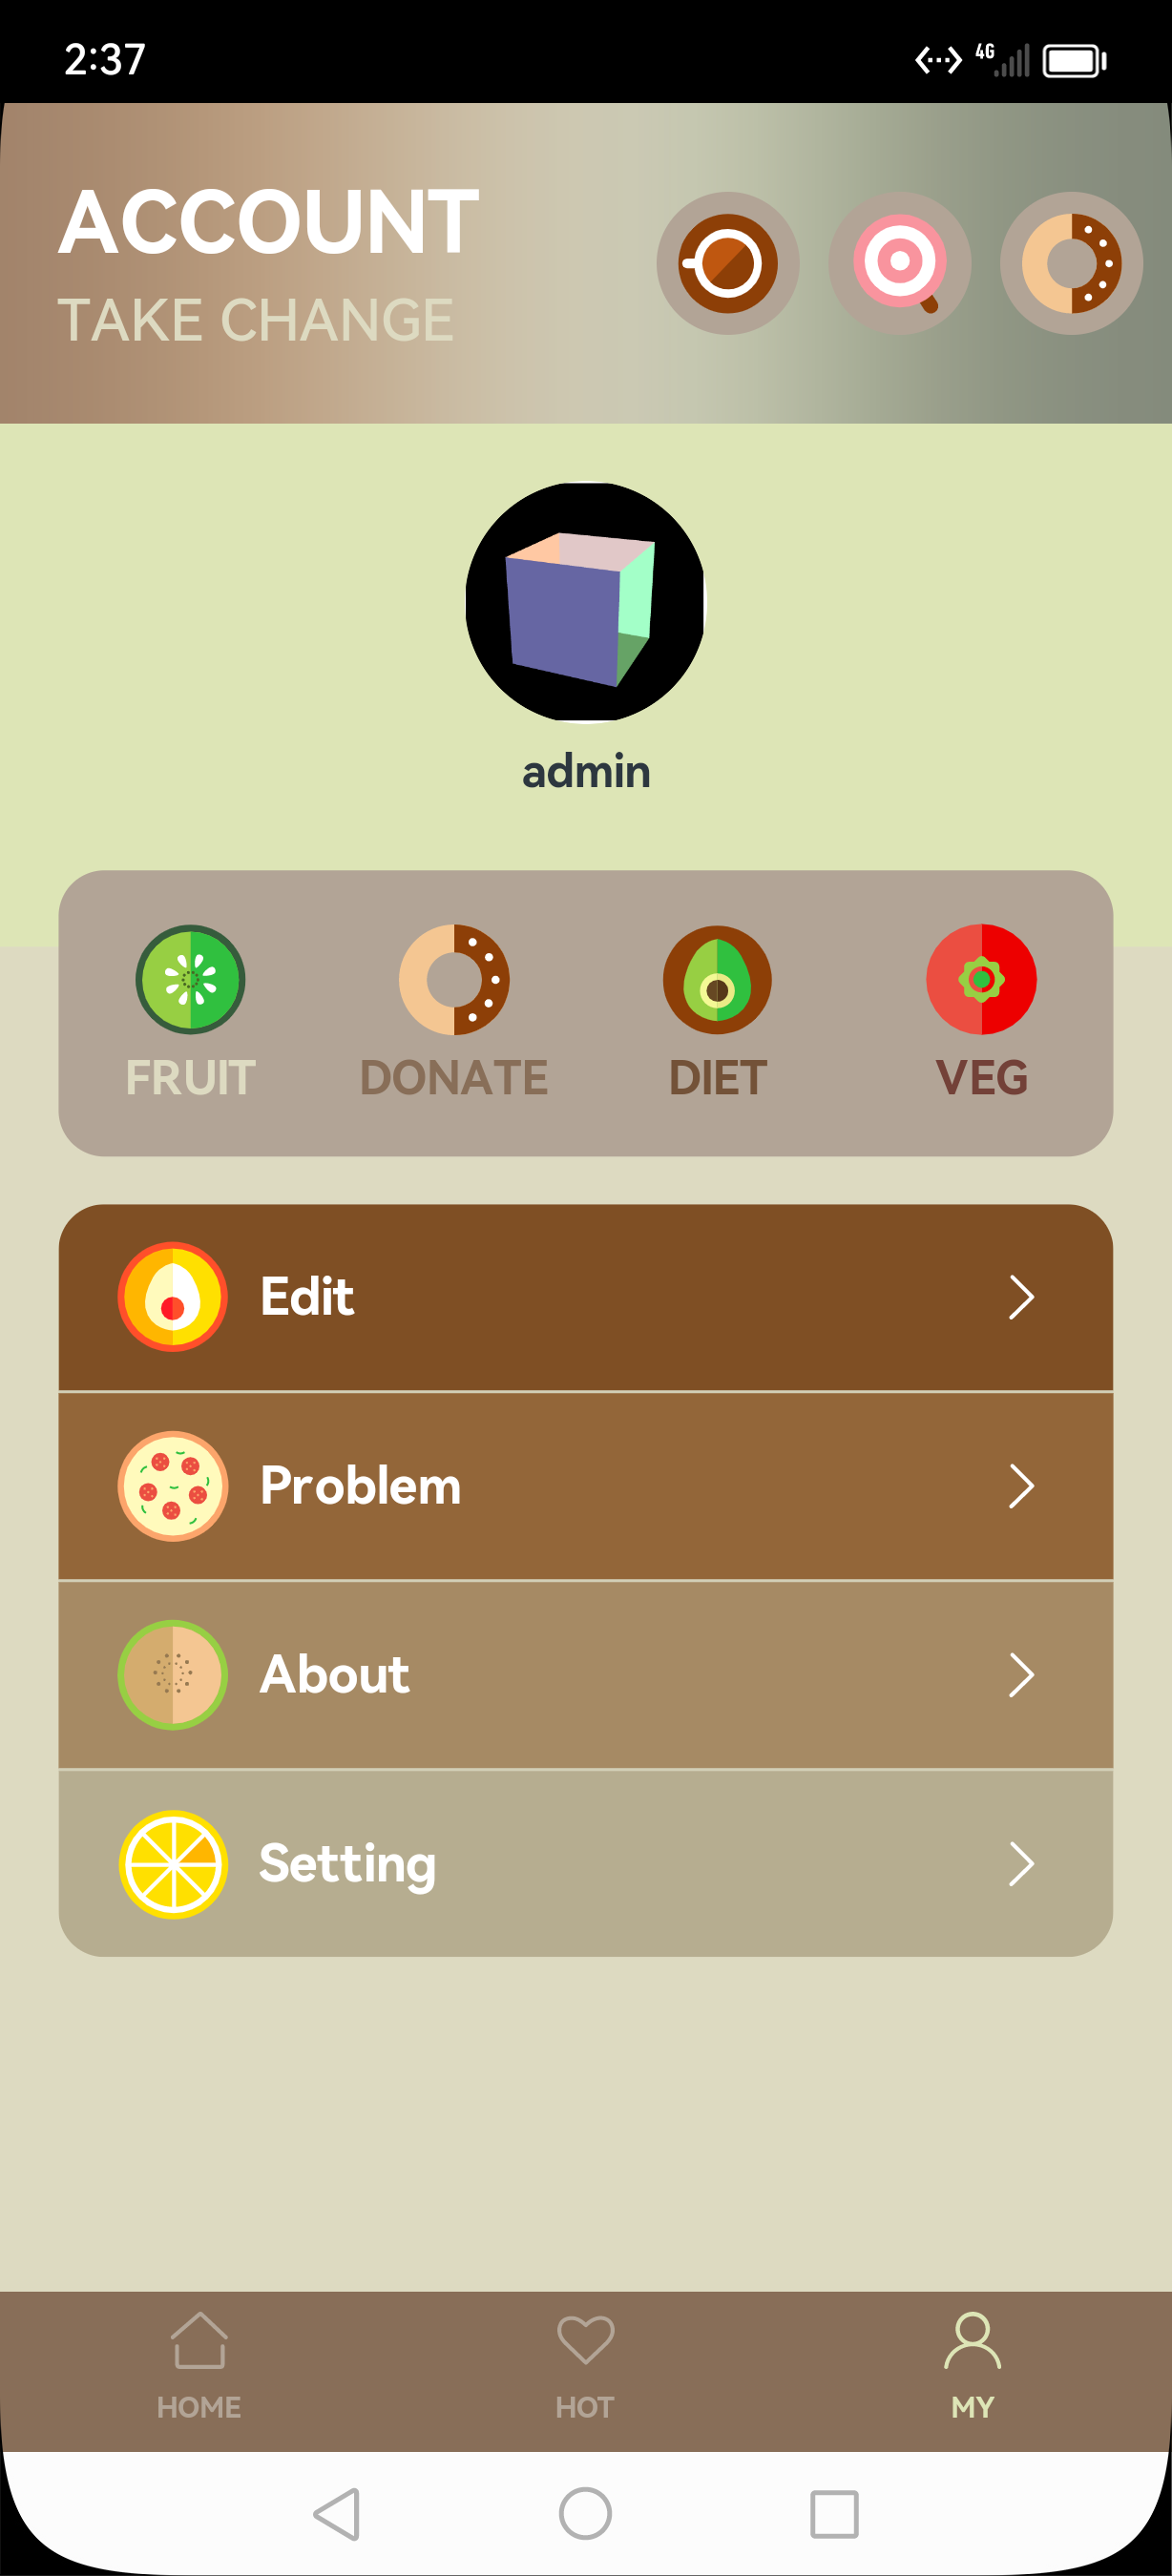 2:37
4G
ACCOUNT
TAKE CHANGE
admin
FRUIT
DONATE
DIET
VEG
Edit
Problem
About
Setting
HOME
HOT
MY